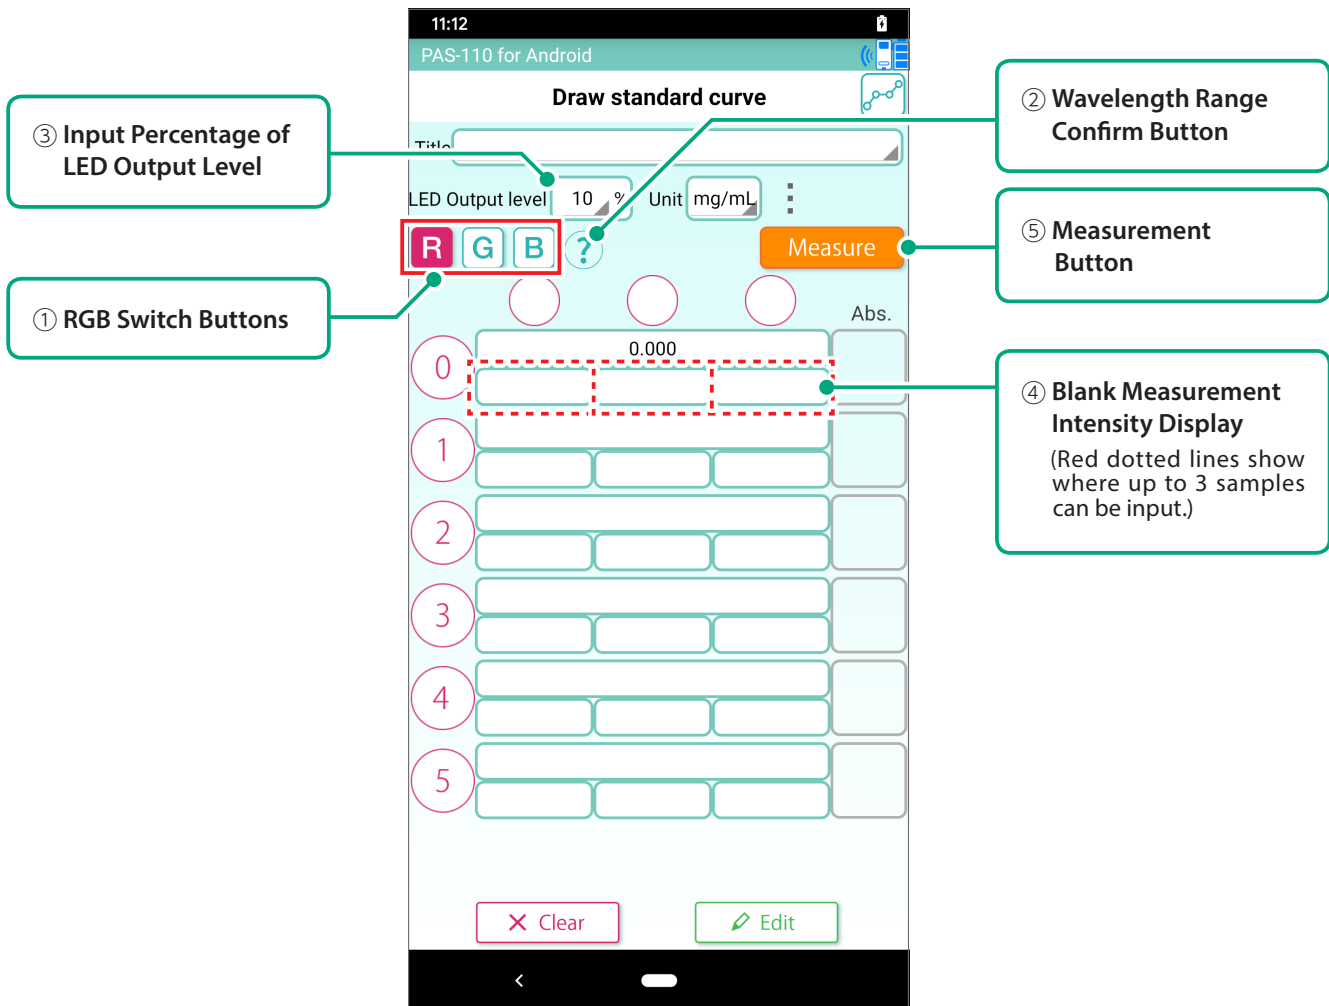 11:12
PAS-110 for Android
Draw standard curve
Title
LED Output level 10 % Unit mg/mL
R G B ? Measure
Abs.
0 0.000
1
2
3
4
5
Clear Edit
③ Input Percentage of
LED Output Level
① RGB Switch Buttons
② Wavelength Range
Confirm Button
⑤ Measurement
Button
④ Blank Measurement
Intensity Display
(Red dotted lines show
where up to 3 samples
can be input.)